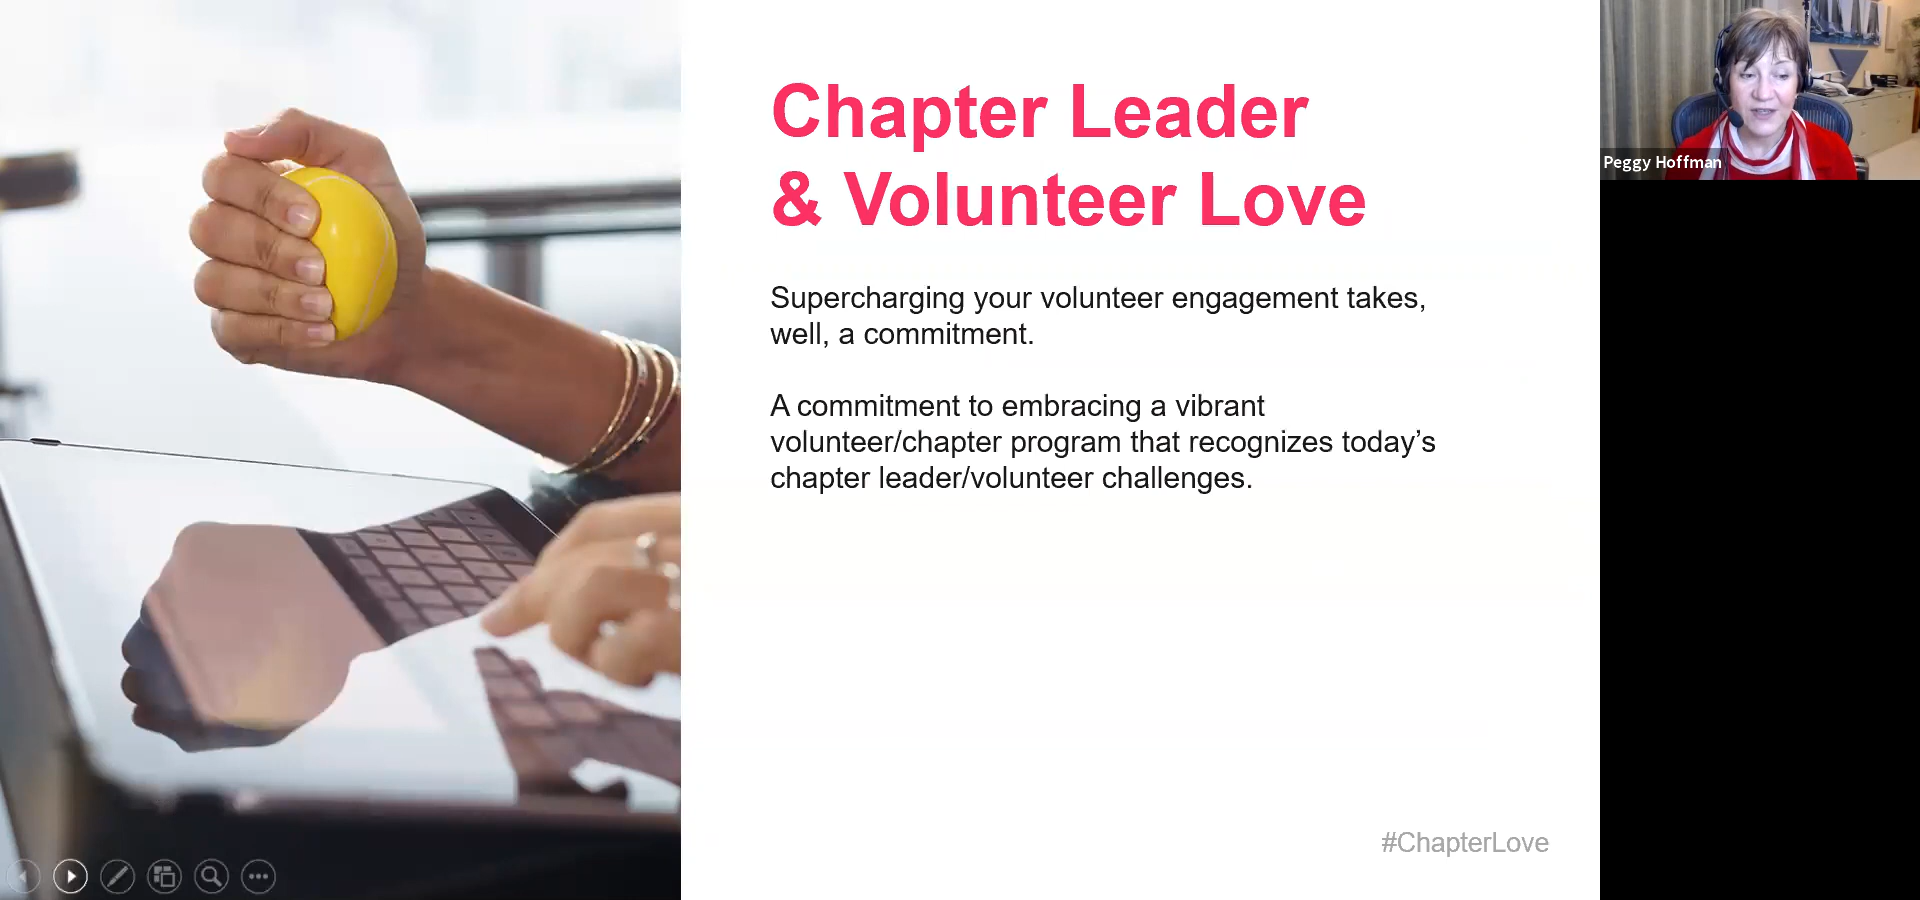 Chapter Leader
& Volunteer Love
Supercharging your volunteer engagement takes,
well, a commitment.
A commitment to embracing a vibrant
volunteer/chapter program that recognizes today’s
chapter leader/volunteer challenges.
#ChapterLove
Peggy Hoffman